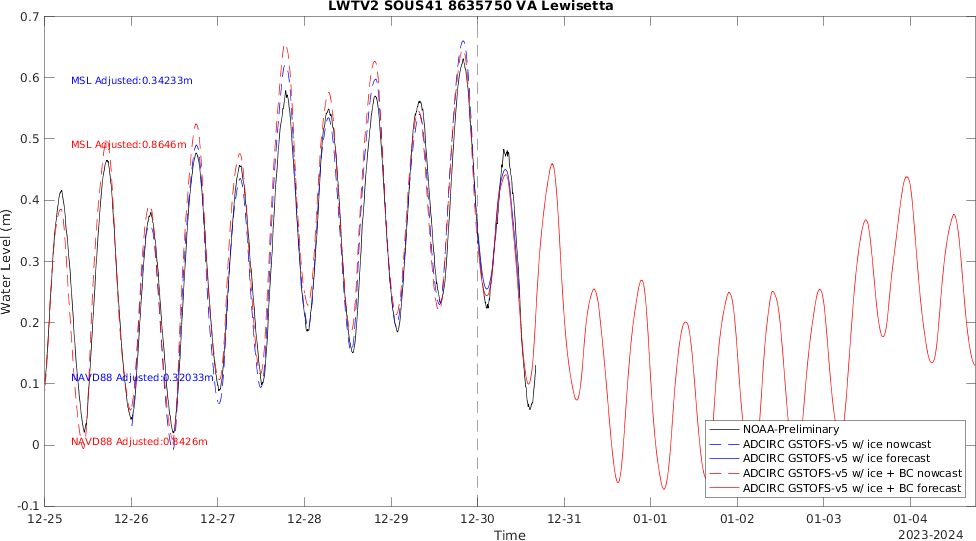 LWTV2 SOUS41 8635750 VA Lewisetta
0.7
0.6
0.5
0.4
0.3
0.2
0.1
0
-0.1
Water Level (m)
MSL Adjusted:0.34233m
MSL Adjusted:0.8646m
NAVD88 Adjusted:0.32033m
NAVD88 Adjusted:0.8426m
NOAA-Preliminary
ADCIRC GSTOFS-v5 w/ ice nowcast
ADCIRC GSTOFS-v5 w/ ice forecast
ADCIRC GSTOFS-v5 w/ ice + BC nowcast
ADCIRC GSTOFS-v5 w/ ice + BC forecast
12-25 12-26 12-27 12-28 12-29 12-30 12-31 01-01 01-02 01-03 01-04
Time
2023-2024